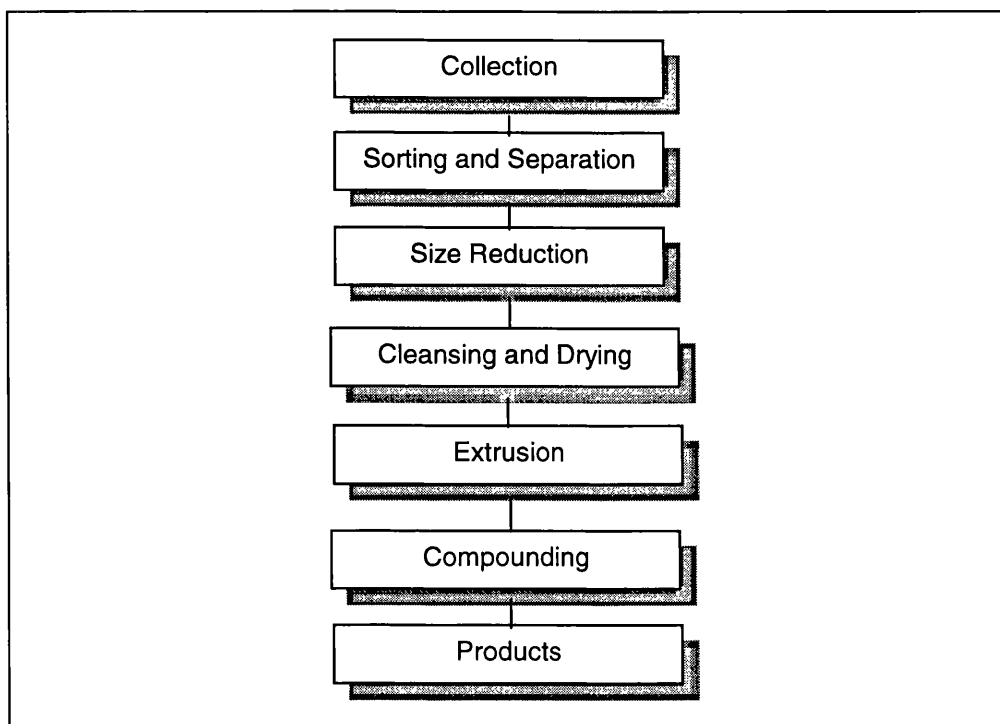 Collection
Sorting and Separation
Size Reduction
Cleansing and Drying
Extrusion
Compounding
Products